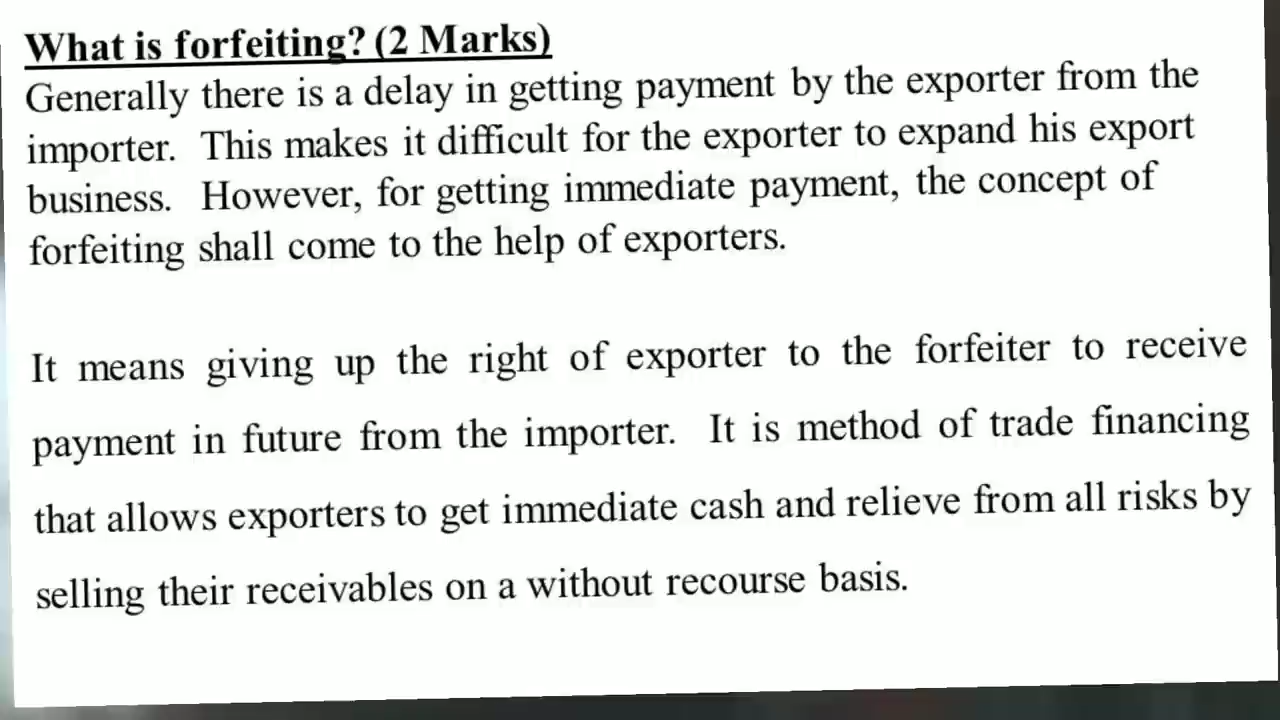 What is forfeiting? (2 Marks)
Generally there is a delay in getting payment by the exporter from the
importer. This makes it difficult for the exporter to expand his export
business. However, for getting immediate payment, the concept of
forfeiting shall come to the help of exporters.
It means giving up the right of exporter to the forfeiter to receive
payment in future from the importer. It is method of trade financing
that allows exporters to get immediate cash and relieve from all risks by
selling their receivables on a without recourse basis.